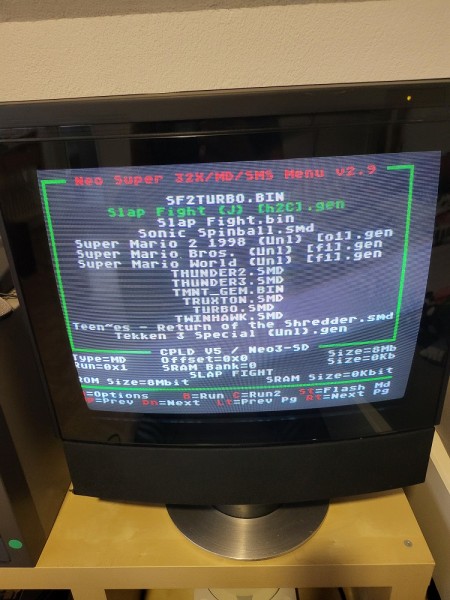 Neo Super 32X/MD/SMS Menu v2.9
SF2TURBO.BIN
Slap Fight (J) [h2C].gen
Slap Fight.bin
Sonic Spinball.smd
Super Mario 2 1998 (Unl) [o1].gen
Super Mario Bros. (Unl) [f1].gen
Super Mario World (Unl) [f1].gen
THUNDER2.SMD
THUNDER3.SMD
TMNT_GEM.BIN
TRUXTON.SMD
TURBO.SMD
TWINHAWK.SMD
Teen~es - Return of the Shredder.smd
Tekken 3 Special (Unl).gen
CPLD V5 / Neo3-SD
Type=MD Offset=0x0 Size=8Mb
Run=0x1 SRAM Bank=0 Size=0Kb
SLAP FIGHT
ROM Size=8Mbit SRAM Size=0Kbit
=Options B=Run C=Run2 St=Flash Md
=Prev Dn=Next Lt=Prev Pg Rt=Next Pg